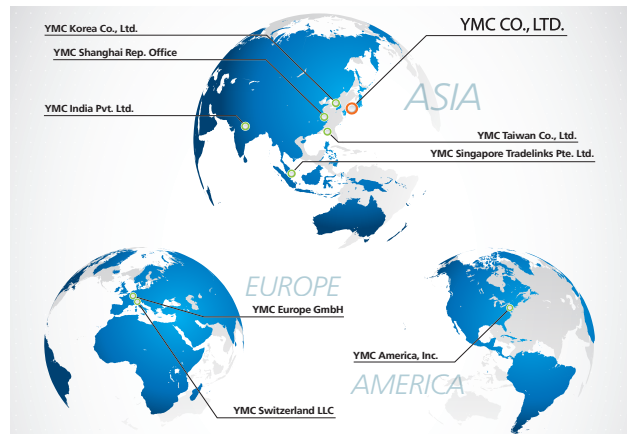 YMC Korea Co., Ltd.
YMC CO., LTD.
YMC Shanghai Rep. Office
ASIA
YMC India Pvt. Ltd.
YMC Taiwan Co., Ltd.
YMC Singapore Tradelinks Pte. Ltd.
EUROPE
YMC Europe GmbH
YMC America, Inc.
AMERICA
YMC Switzerland LLC